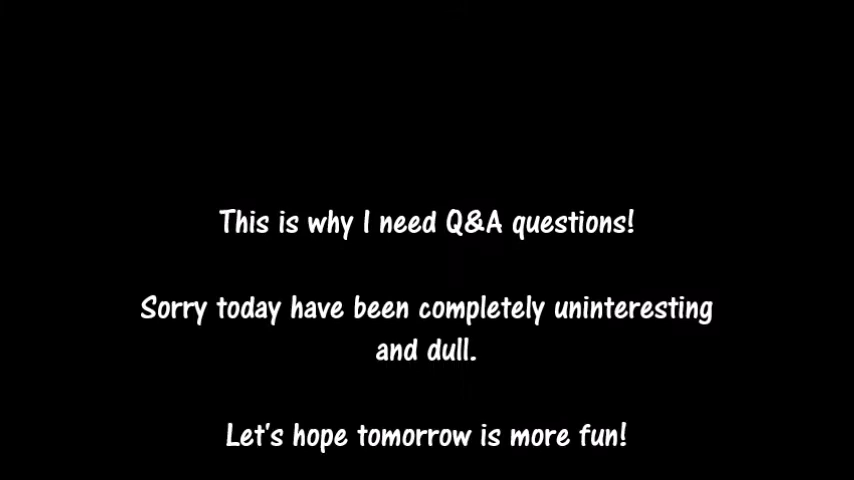 This is why I need Q&A questions!
Sorry today have been completely uninteresting
and dull.
Let's hope tomorrow is more fun!